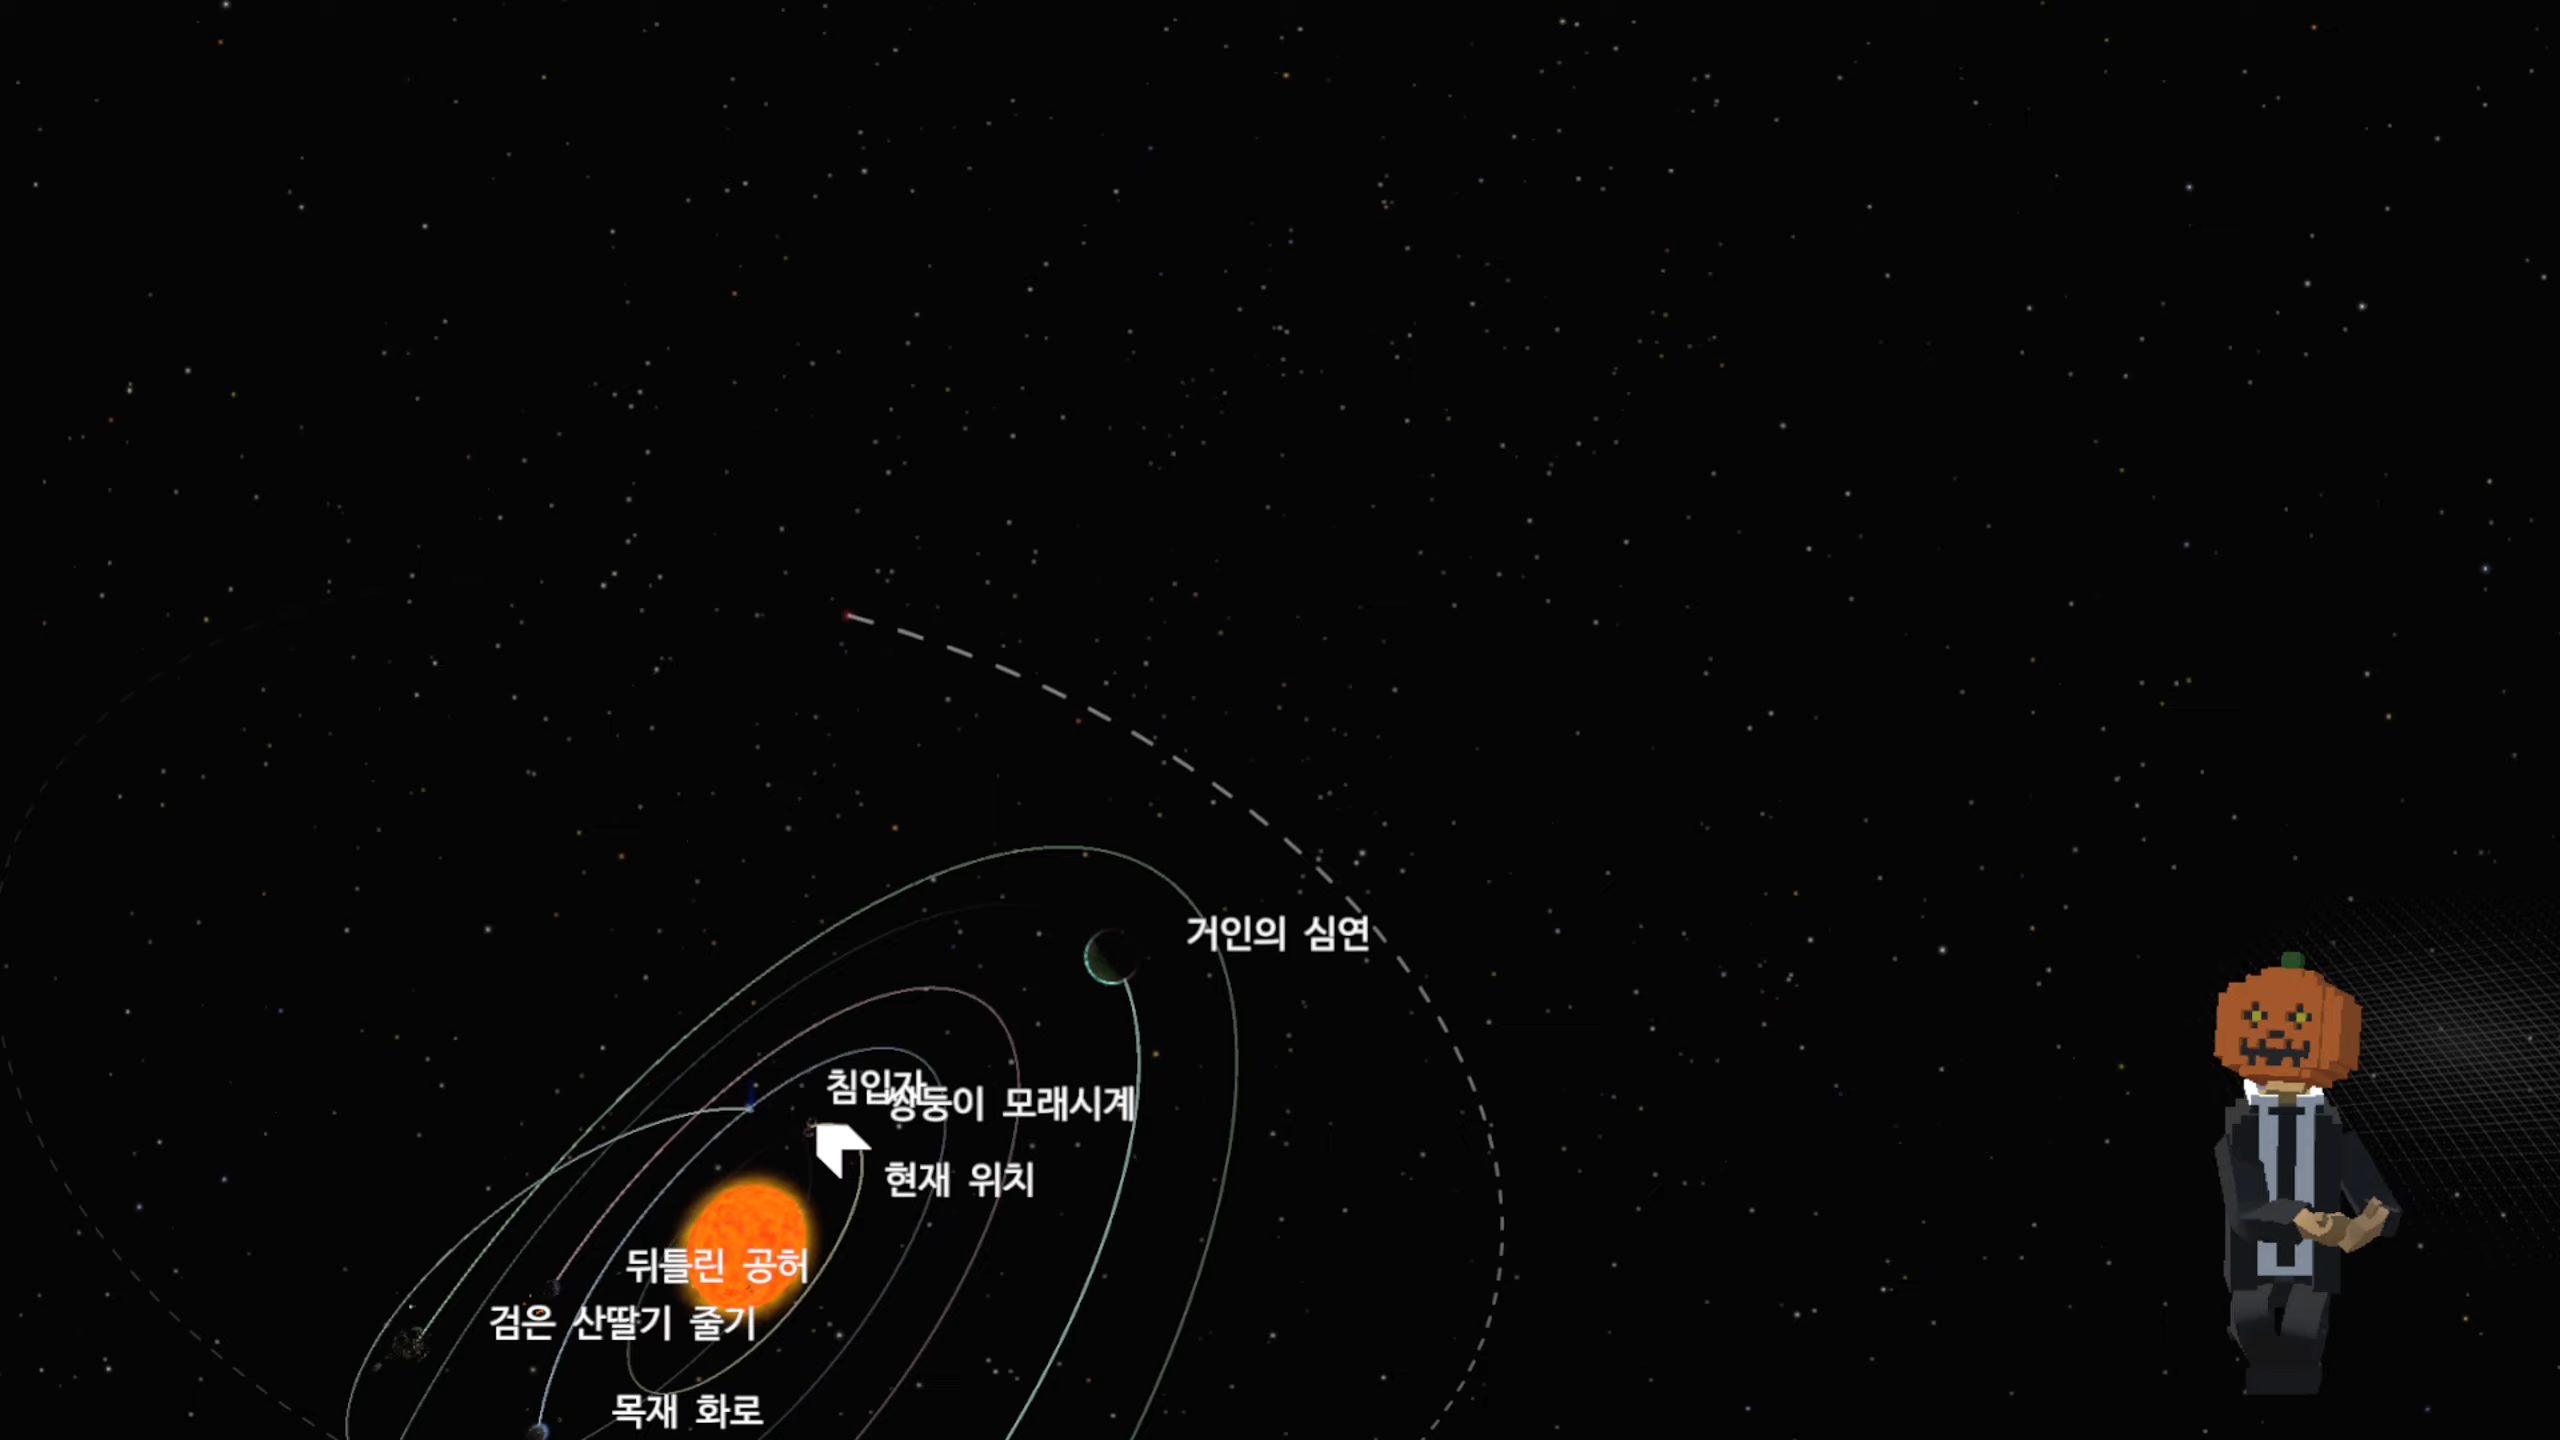 거인의 심연
침입자
쌍둥이 모래시계
현재 위치
뒤틀린 공허
검은 산딸기 줄기
목재 화로